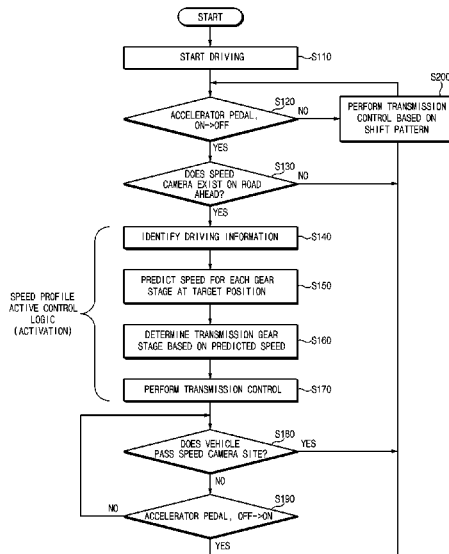 START
START DRIVING
S110
S200
S120
ACCELERATOR PEDAL,
ON->OFF
NO
PERFORM TRANSMISSION
CONTROL BASED ON
SHIFT PATTERN
YES
S130
DOES SPEED
CAMERA EXIST ON ROAD
AHEAD?
NO
YES
IDENTIFY DRIVING INFORMATION
S140
SPEED PROFILE
ACTIVE CONTROL
LOGIC
(ACTIVATION)
PREDICT SPEED FOR EACH GEAR
STAGE AT TARGET POSITION
S150
DETERMINE TRANSMISSION GEAR
STAGE BASED ON PREDICTED SPEED
S160
PERFORM TRANSMISSION CONTROL
S170
S180
DOES VEHICLE
PASS SPEED CAMERA SITE?
YES
NO
S190
NO
ACCELERATOR PEDAL, OFF->ON
YES